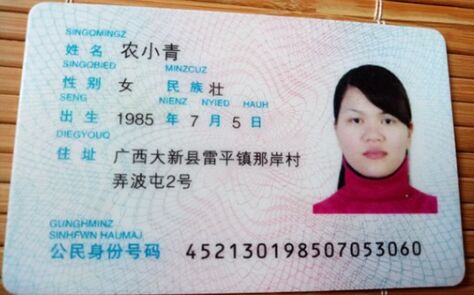 SINGQMINGZ
姓 名 农小青
SINGQBIED MINZCUZ
性 别 女 民 族 壮
SENG NIENZ NYIED HAUH
出 生 1985 年 7 月 5 日
DIEGYOUQ
住 址 广西大新县雷平镇那岸村
弄波屯2号
GUNGHMINZ
SINHFWN HAUMAJ
公民身份号码 452130198507053060